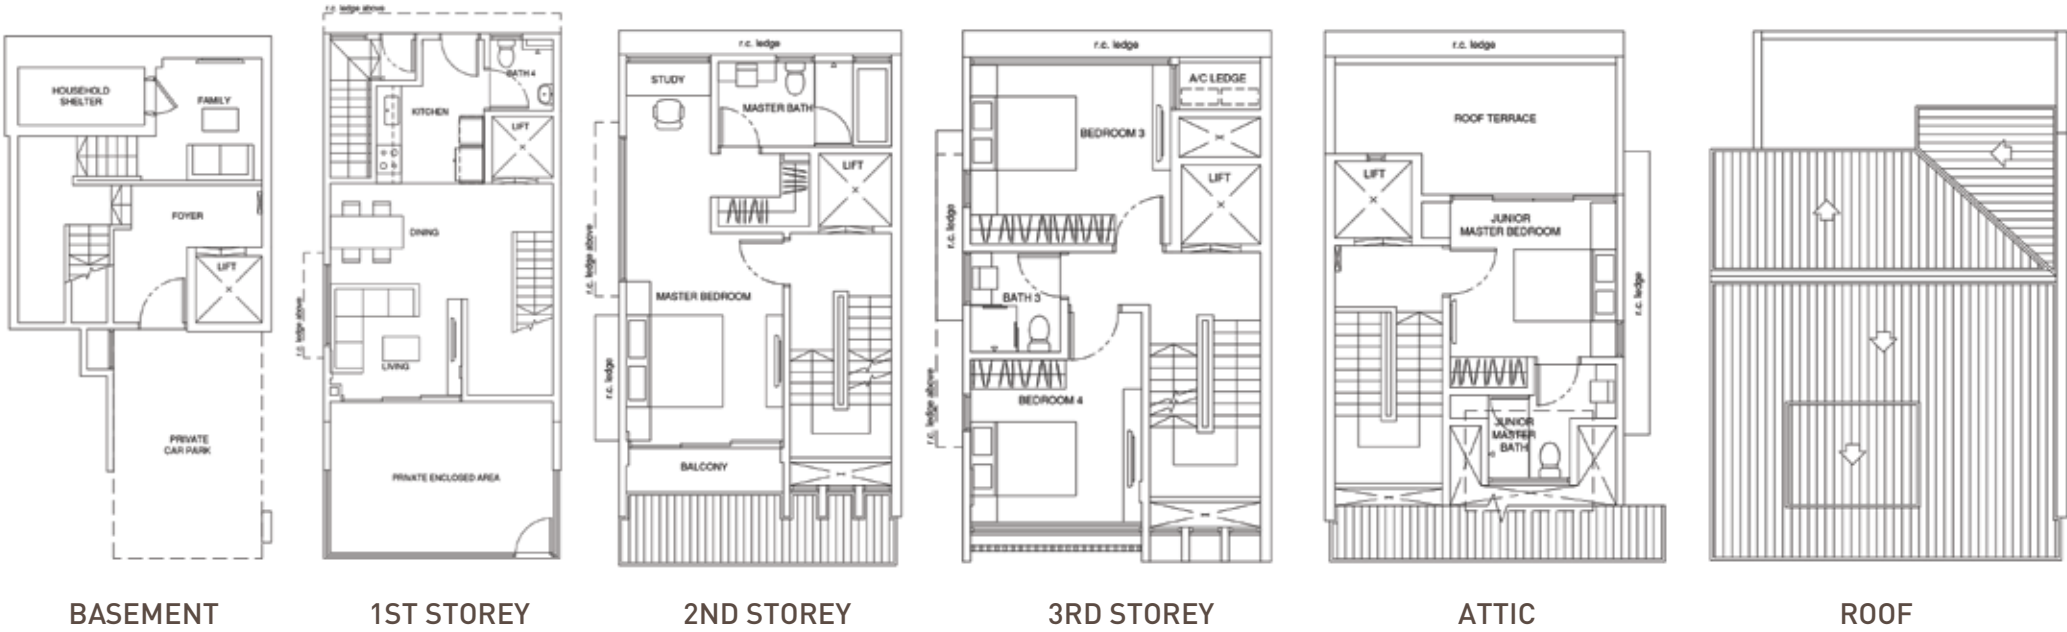 HOUSEHOLD
SHELTER
FAMILY
FOYER
LIFT
PRIVATE
CAR PARK
BASEMENT
r.c. ledge above
BATH 4
KITCHEN
LIFT
DINING
r.c. ledge above
LIVING
PRIVATE ENCLOSED AREA
1ST STOREY
r.c. ledge
STUDY
MASTER BATH
LIFT
r.c. ledge above
MASTER BEDROOM
r.c. ledge
BALCONY
2ND STOREY
r.c. ledge
A/C LEDGE
BEDROOM 3
LIFT
r.c. ledge
BATH 3
r.c. ledge above
BEDROOM 4
3RD STOREY
r.c. ledge
ROOF TERRACE
LIFT
JUNIOR
MASTER BEDROOM
r.c. ledge
JUNIOR
MASTER
BATH
ATTIC
ROOF